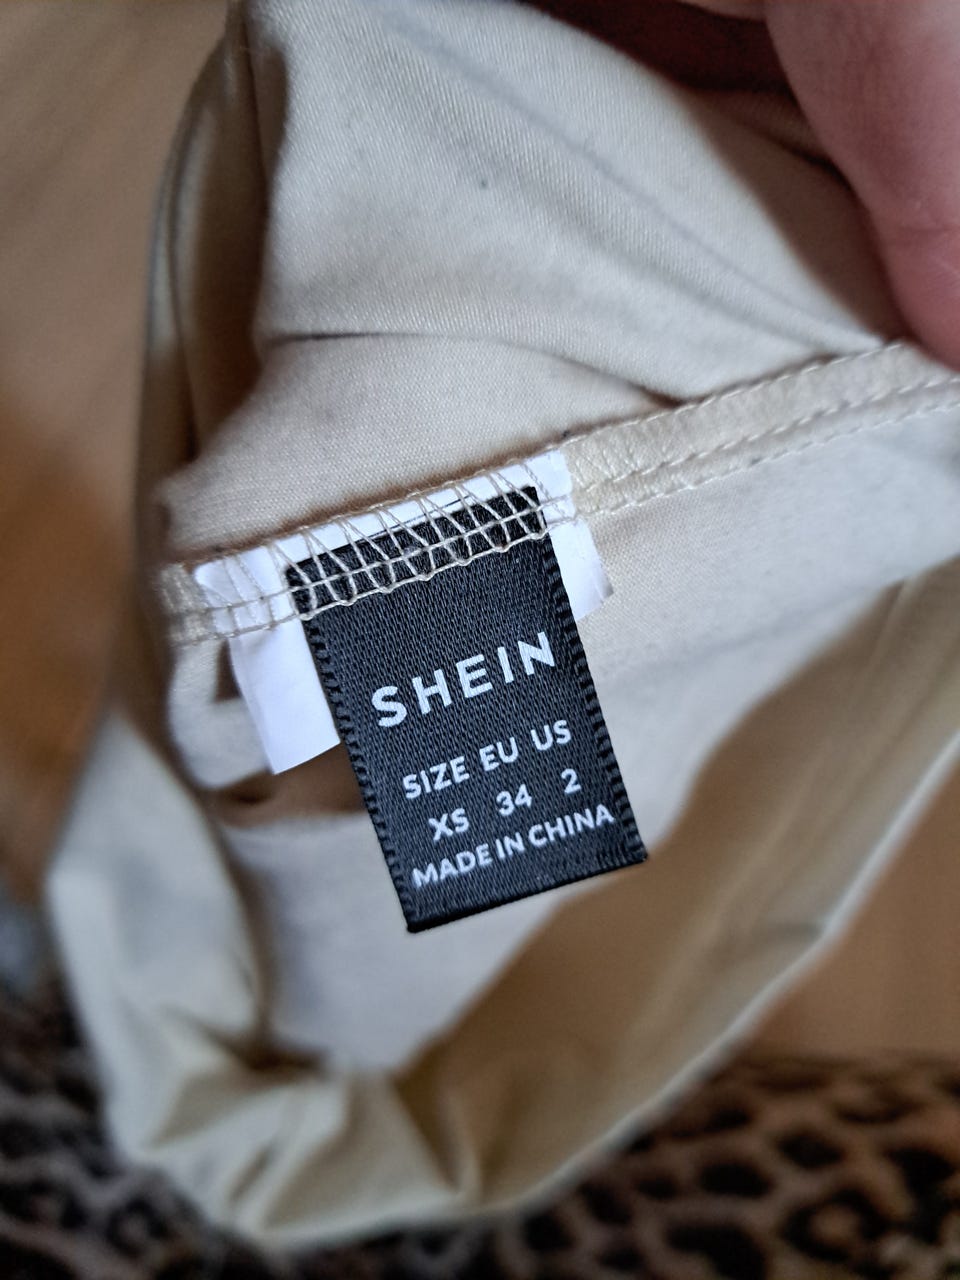 SHEIN
SIZE EU US
XS 34 2
MADE IN CHINA